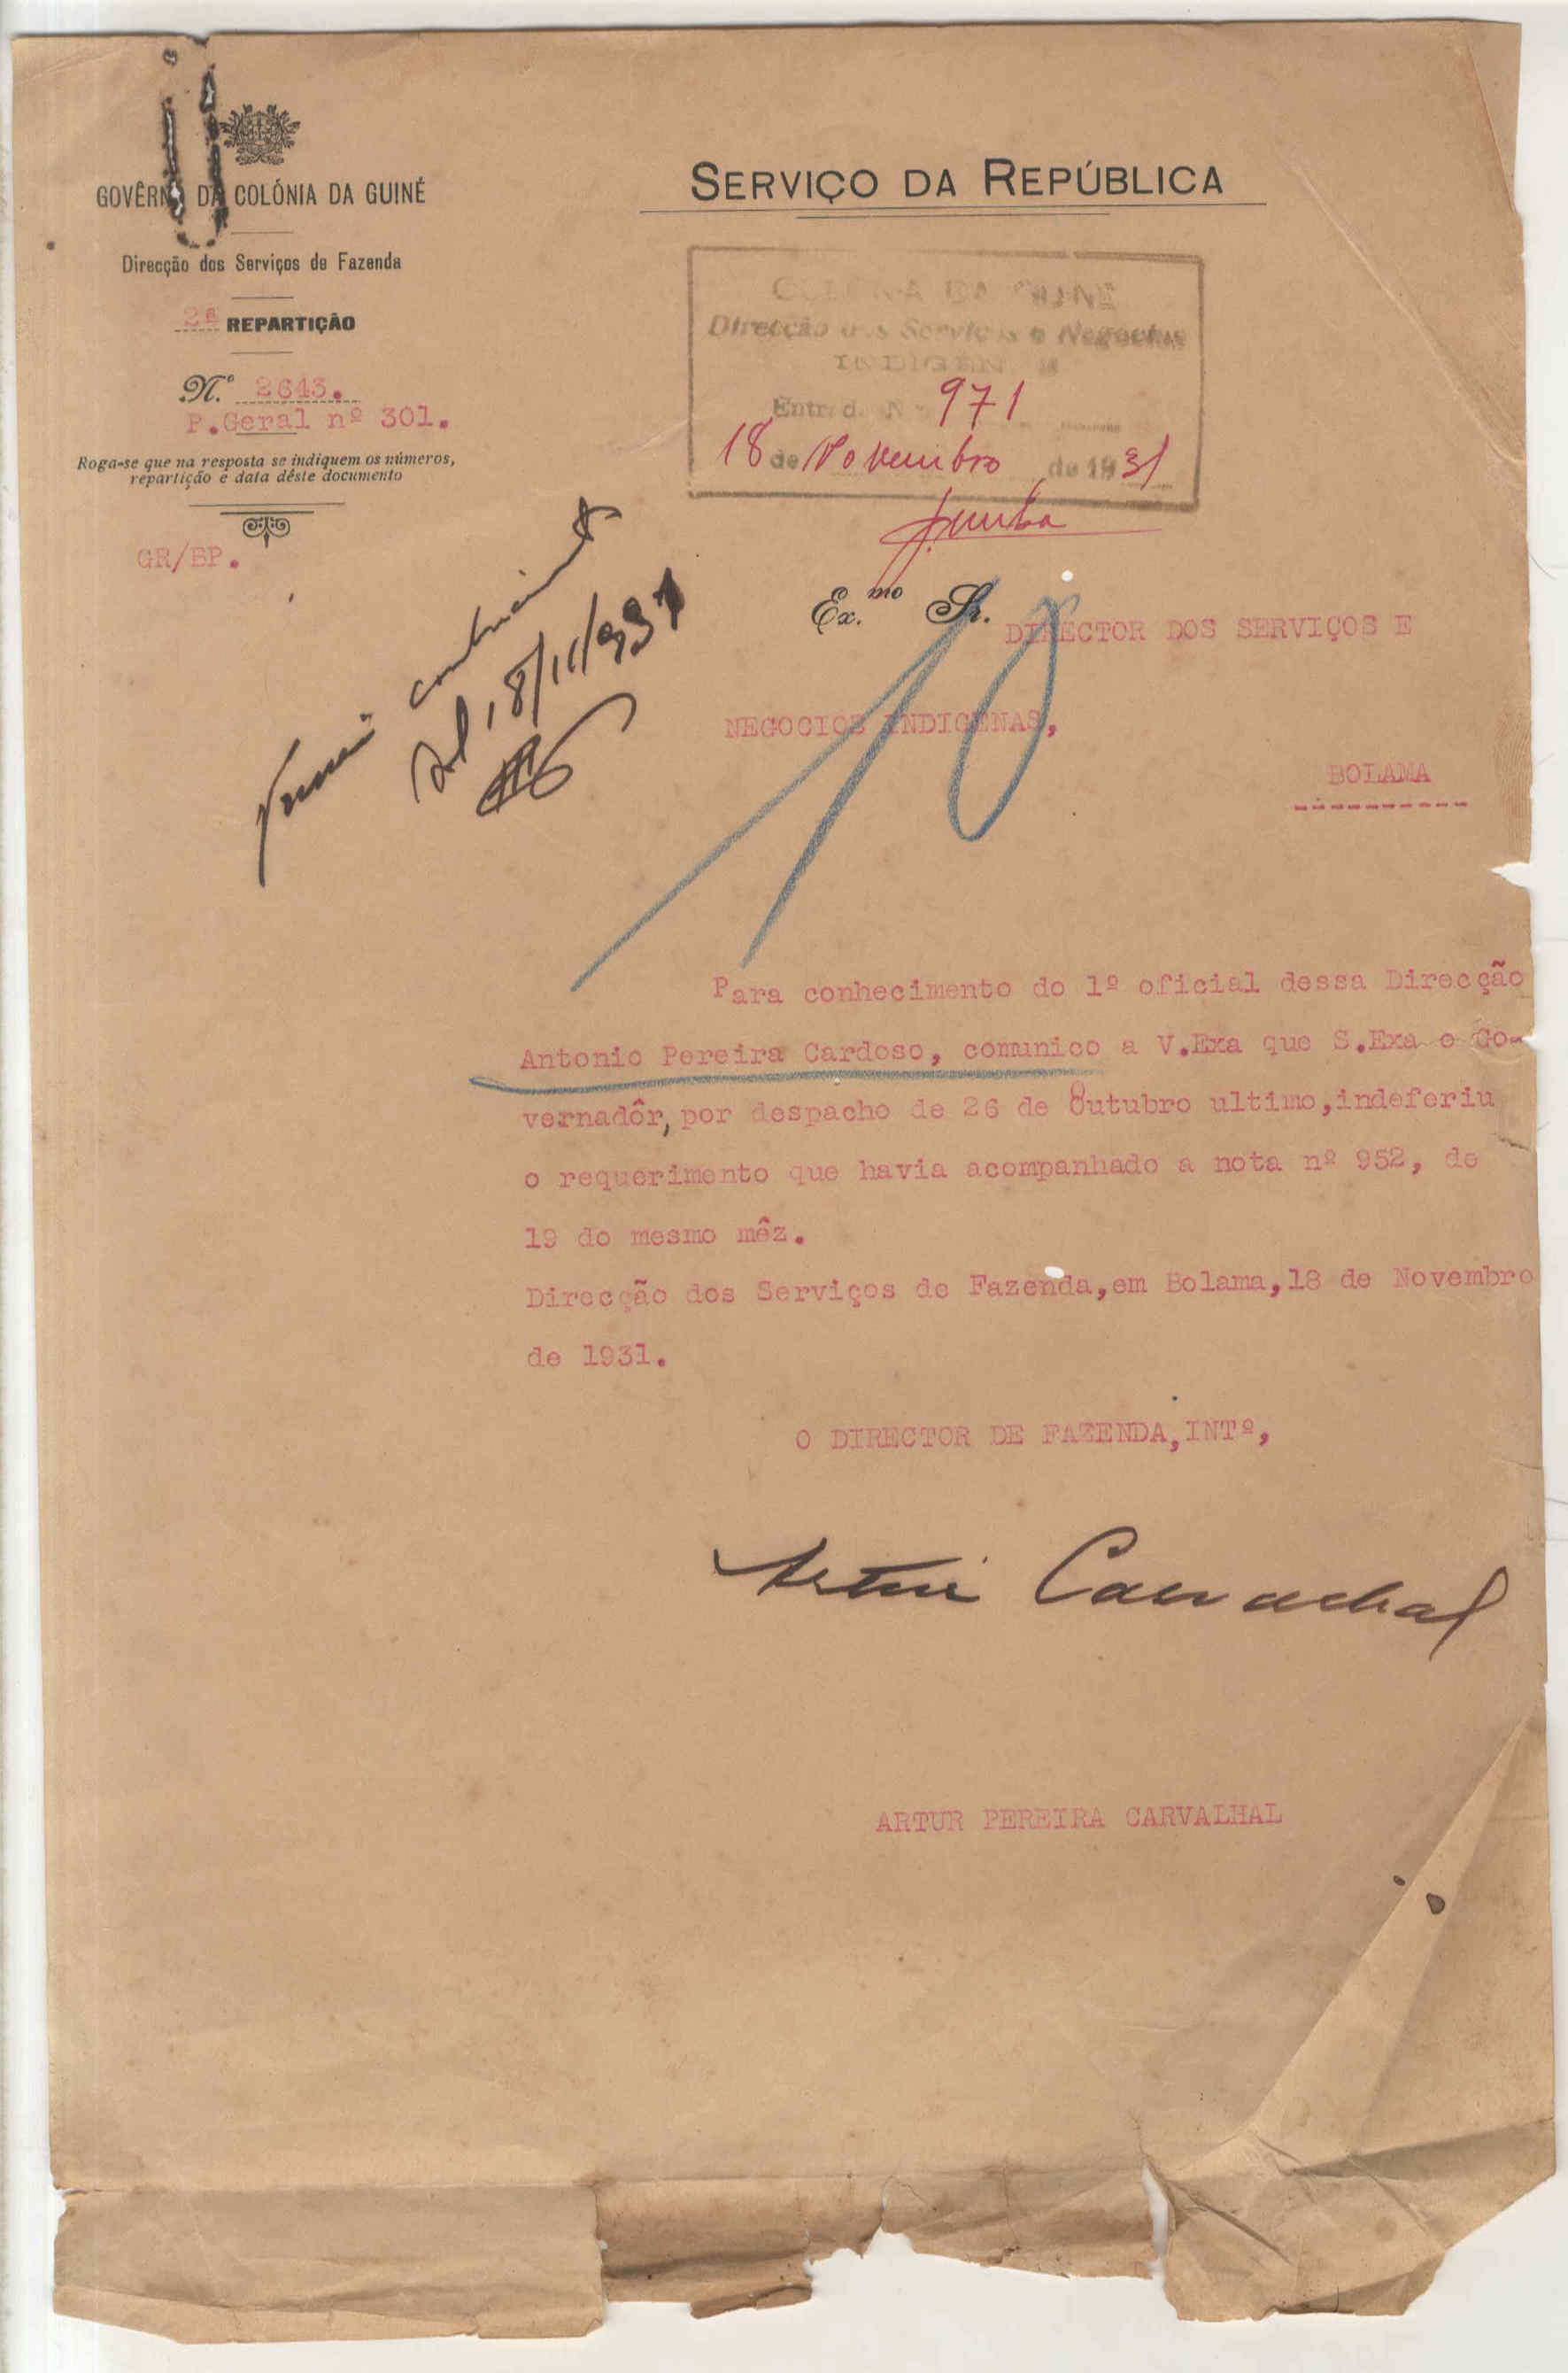 GOVÊRNO DA COLÓNIA DA GUINÉ
Direcção dos Serviços de Fazenda
2ª REPARTIÇÃO
N.º 2643.
P.Geral nº 301.
Roga-se que na resposta se indiquem os números,
repartição e data dêste documento
GR/BP.
SERVIÇO DA REPÚBLICA
COLONIA DA GUINÉ
Direcção dos Serviços e Negocios
INDIGENAS
Entrada N.º 971
18 de Novembro de 1931
18/11/931
Ex.mo Sr. DIRECTOR DOS SERVIÇOS E
NEGOCIOS INDIGENAS,
BOLAMA
10
Para conhecimento do 1º oficial dessa Direcção
Antonio Pereira Cardoso, comunico a V.Exa que S.Exa o Go-
vernadôr, por despacho de 26 de Outubro ultimo,indeferiu
o requerimento que havia acompanhado a nota nº 952, de
19 do mesmo mêz.
Direcção dos Serviços de Fazenda,em Bolama,18 de Novembro
de 1931.
O DIRECTOR DE FAZENDA,INTº,
Artur Carvalhal
ARTUR PEREIRA CARVALHAL